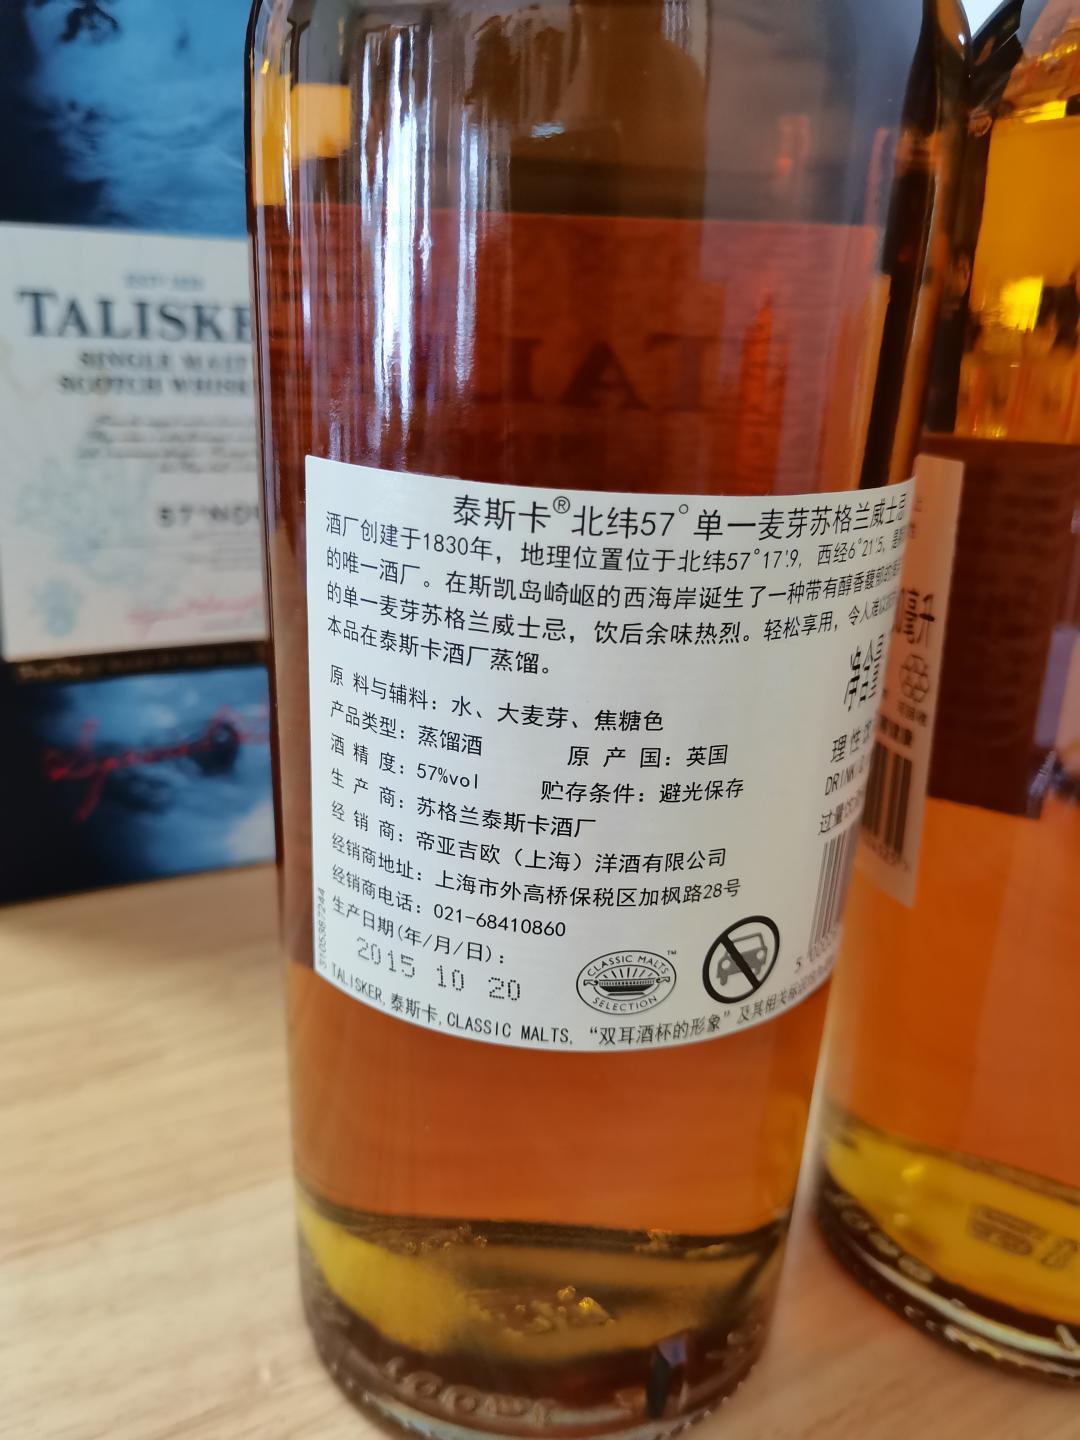 TALISKE
SINGLE MALT
SCOTCH WHISK
57°NO
TAL
泰斯卡®北纬57°单一麦芽苏格兰威士忌
酒厂创建于1830年，地理位置位于北纬57°17'.9，西经6°21'.5，是
的唯一酒厂。在斯凯岛崎岖的西海岸诞生了一种带有醇香馥郁的
的单一麦芽苏格兰威士忌，饮后余味热烈。轻松享用，令人难
本品在泰斯卡酒厂蒸馏。
原 料与辅料：水、大麦芽、焦糖色
产品类型：蒸馏酒 原 产 国：英国
酒 精 度：57%vol 贮存条件：避光保存
生 产 商：苏格兰泰斯卡酒厂
经 销 商：帝亚吉欧（上海）洋酒有限公司
经销商地址：上海市外高桥保税区加枫路28号
经销商电话：021-68410860
生产日期(年/月/日)：
2015 10 20
CLASSIC MALTS™
SELECTION
TALISKER,泰斯卡,CLASSIC MALTS, “双耳酒杯的形象” 及其相关标识
净含量
理性饮
DRINK
过量饮
5
毫升